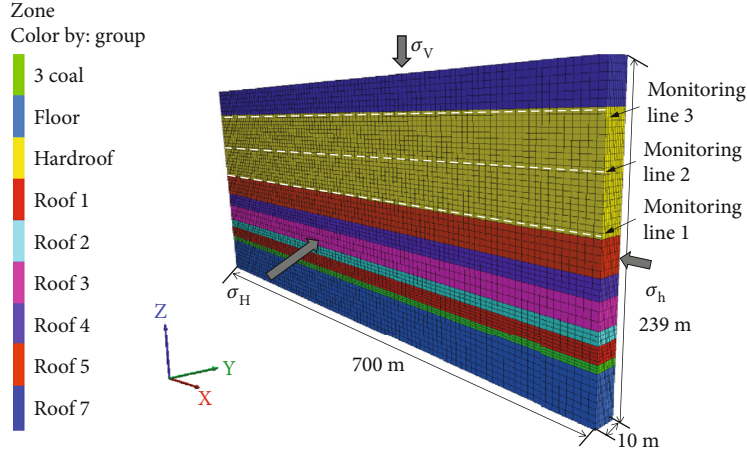 Zone
Color by: group
3 coal
Floor
Hardroof
Roof 1
Roof 2
Roof 3
Roof 4
Roof 5
Roof 7
σV
Monitoring
line 3
Monitoring
line 2
Monitoring
line 1
σh
239 m
σH
700 m
10 m
Z
Y
X